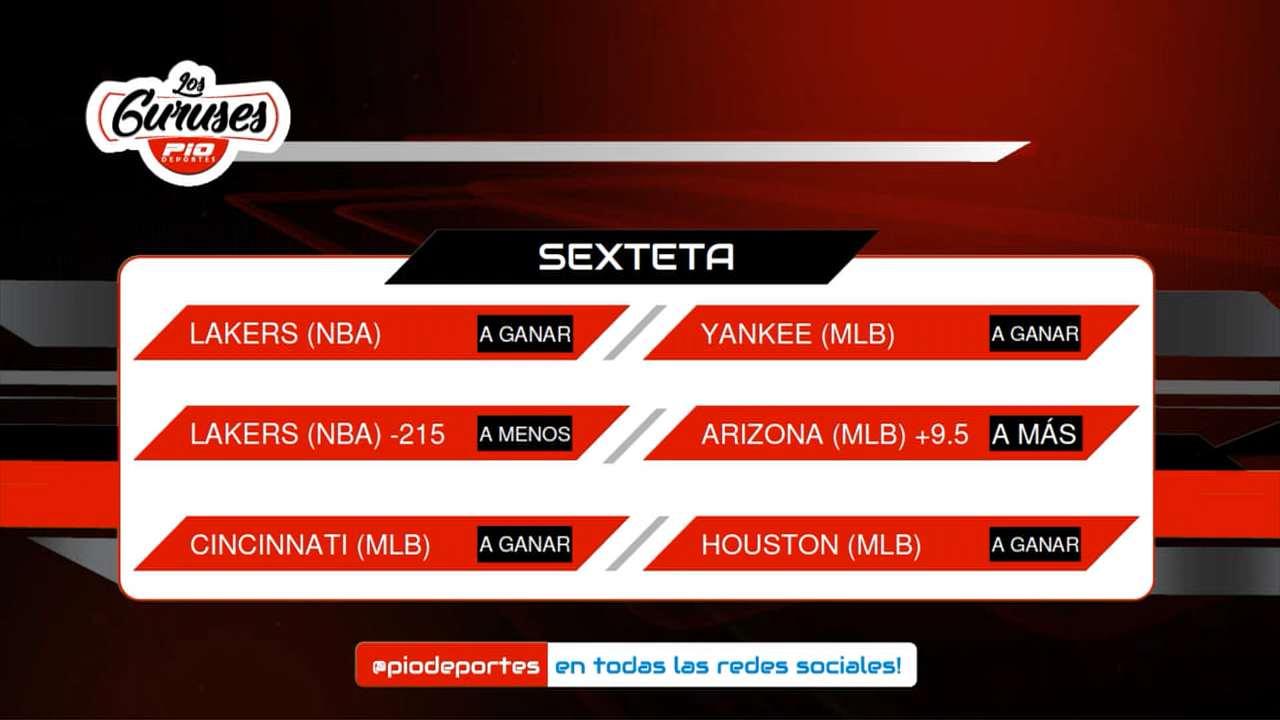 Los
Guruses
PIO
DEPORTES
SEXTETA
LAKERS (NBA) A GANAR
YANKEE (MLB) A GANAR
LAKERS (NBA) -215 A MENOS
ARIZONA (MLB) +9.5 A MÁS
CINCINNATI (MLB) A GANAR
HOUSTON (MLB) A GANAR
@piodeportes en todas las redes sociales!